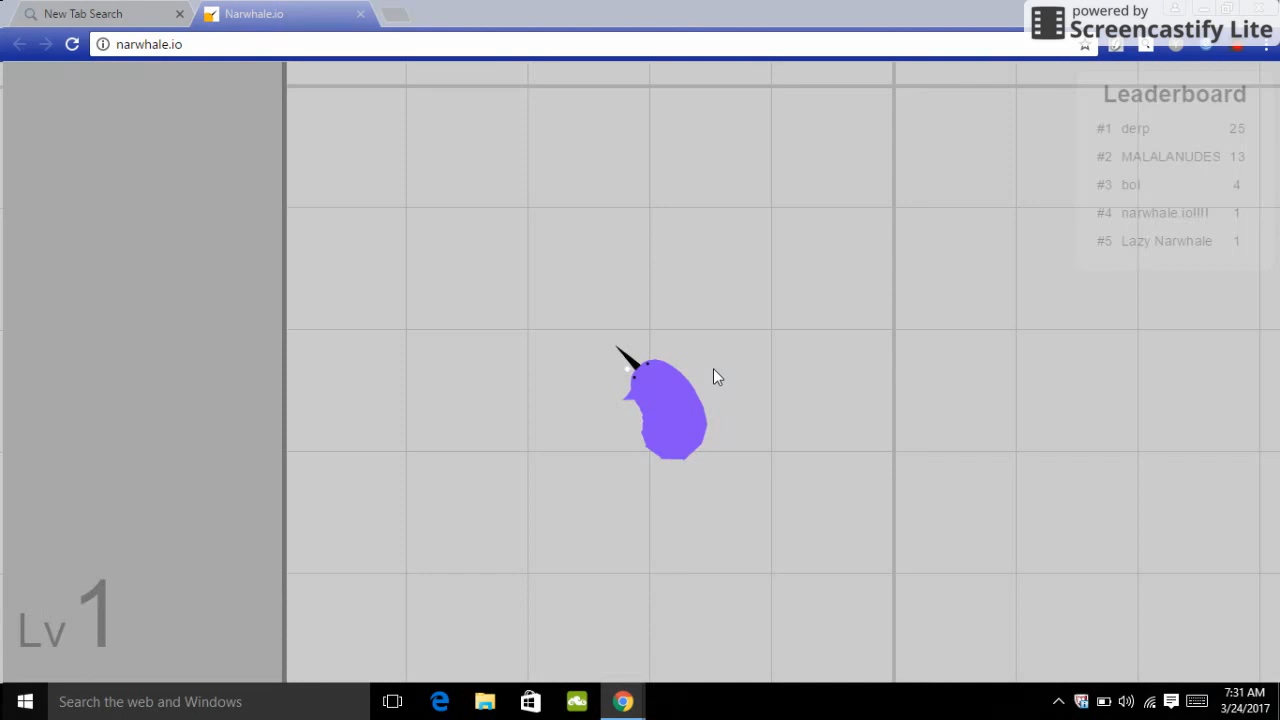 New Tab Search
Narwhale.io
powered by
Screencastify Lite
narwhale.io
Leaderboard
#1 derp 25
#2 MALALANUDES 13
#3 boi 4
#4 narwhale.io!!!! 1
#5 Lazy Narwhale 1
Lv 1
Search the web and Windows
7:31 AM
3/24/2017